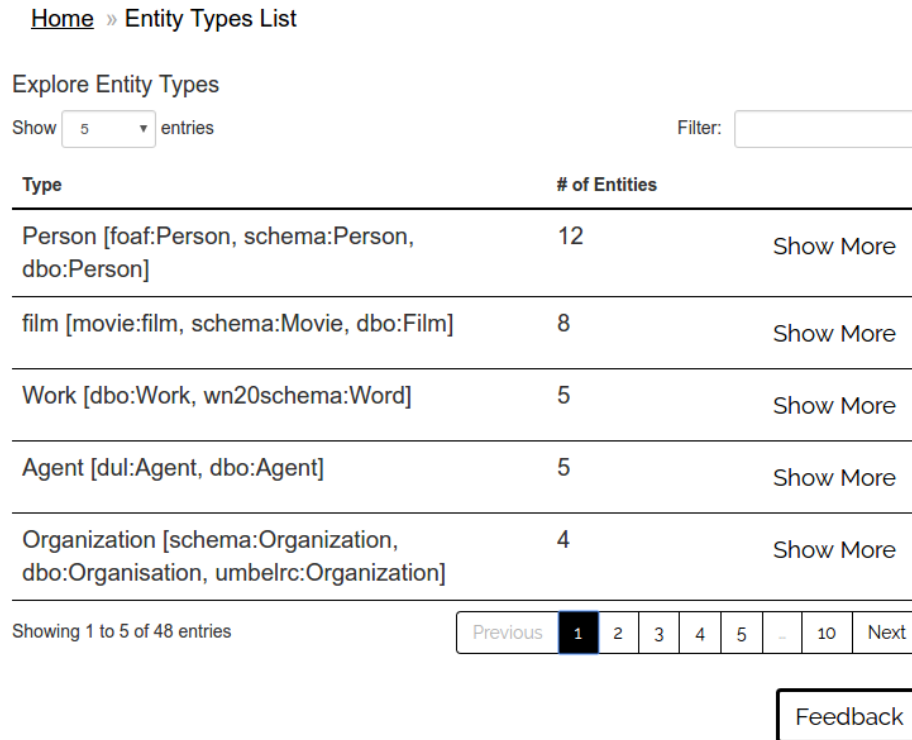 Home » Entity Types List
Explore Entity Types
Show 5 entries
Filter:
Type # of Entities
Person [foaf:Person, schema:Person,
dbo:Person]
12
Show More
film [movie:film, schema:Movie, dbo:Film] 8
Show More
Work [dbo:Work, wn20schema:Word] 5
Show More
Agent [dul:Agent, dbo:Agent] 5
Show More
Organization [schema:Organization,
dbo:Organisation, umbelrc:Organization]
4
Show More
Showing 1 to 5 of 48 entries
Previous 1 2 3 4 5 … 10 Next
Feedback